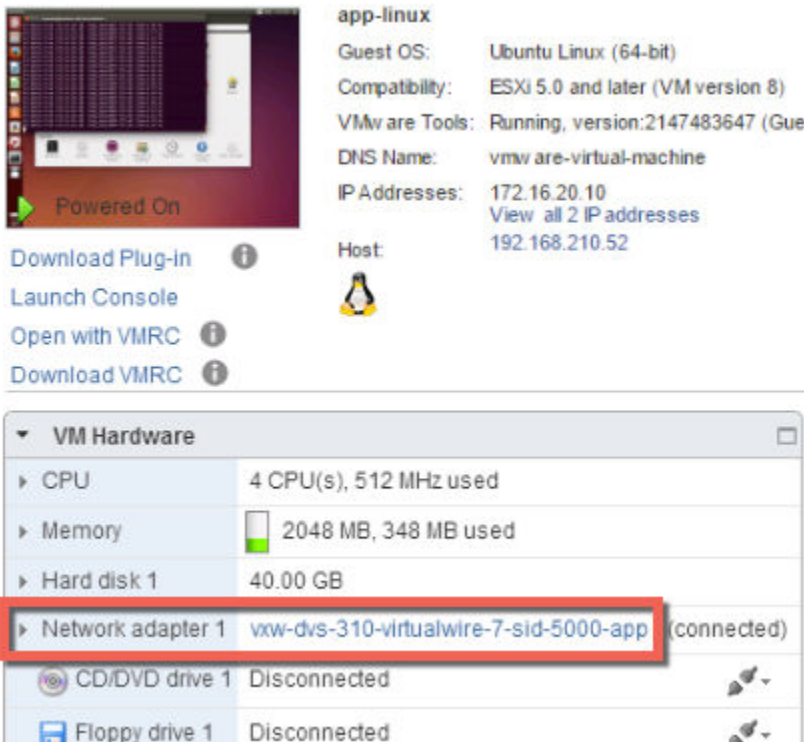 app-linux
Guest OS: Ubuntu Linux (64-bit)
Compatibility: ESXi 5.0 and later (VM version 8)
VMware Tools: Running, version:2147483647 (Gue
DNS Name: vmware-virtual-machine
IP Addresses: 172.16.20.10
View all 2 IP addresses
Host: 192.168.210.52
Powered On
Download Plug-in
Launch Console
Open with VMRC
Download VMRC
VM Hardware
CPU 4 CPU(s), 512 MHz used
Memory 2048 MB, 348 MB used
Hard disk 1 40.00 GB
Network adapter 1 vxw-dvs-310-virtualwire-7-sid-5000-app (connected)
CD/DVD drive 1 Disconnected
Floppy drive 1 Disconnected